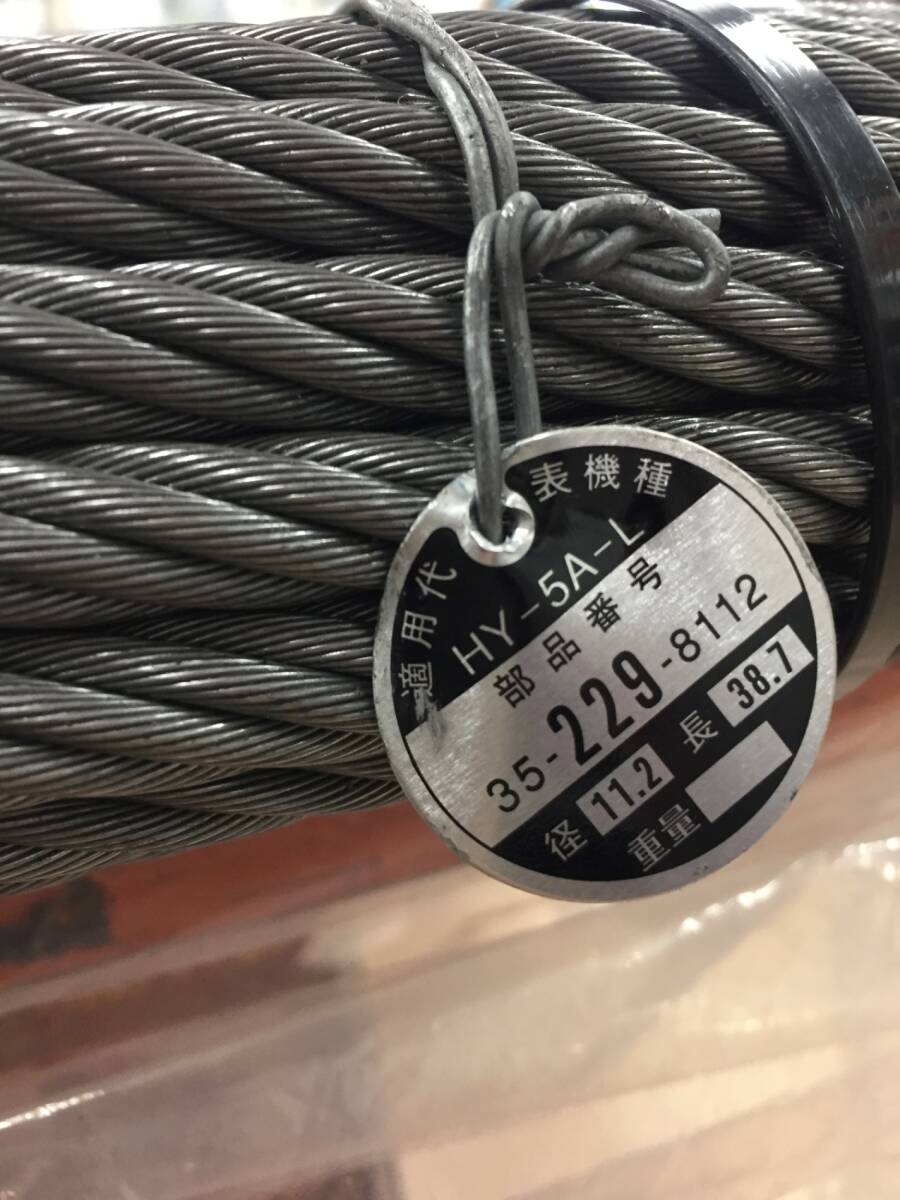 適用代表機種
HY-5A-L
部品番号
35-229-8112
径 11.2 長 38.7
重量